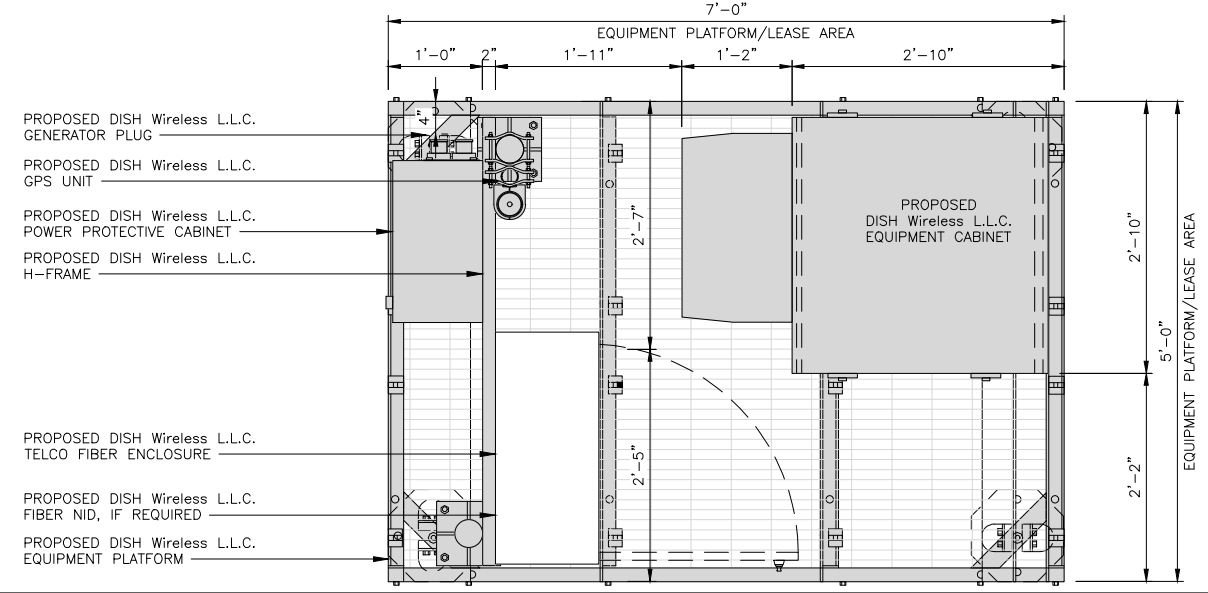 7'-0"
EQUIPMENT PLATFORM/LEASE AREA
1'-0"
2"
1'-11"
1'-2"
2'-10"
4"
PROPOSED DISH Wireless L.L.C.
GENERATOR PLUG
PROPOSED DISH Wireless L.L.C.
GPS UNIT
PROPOSED DISH Wireless L.L.C.
POWER PROTECTIVE CABINET
PROPOSED DISH Wireless L.L.C.
H-FRAME
PROPOSED
DISH Wireless L.L.C.
EQUIPMENT CABINET
2'-7"
2'-10"
5'-0"
EQUIPMENT PLATFORM/LEASE AREA
PROPOSED DISH Wireless L.L.C.
TELCO FIBER ENCLOSURE
2'-5"
2'-2"
PROPOSED DISH Wireless L.L.C.
FIBER NID, IF REQUIRED
PROPOSED DISH Wireless L.L.C.
EQUIPMENT PLATFORM